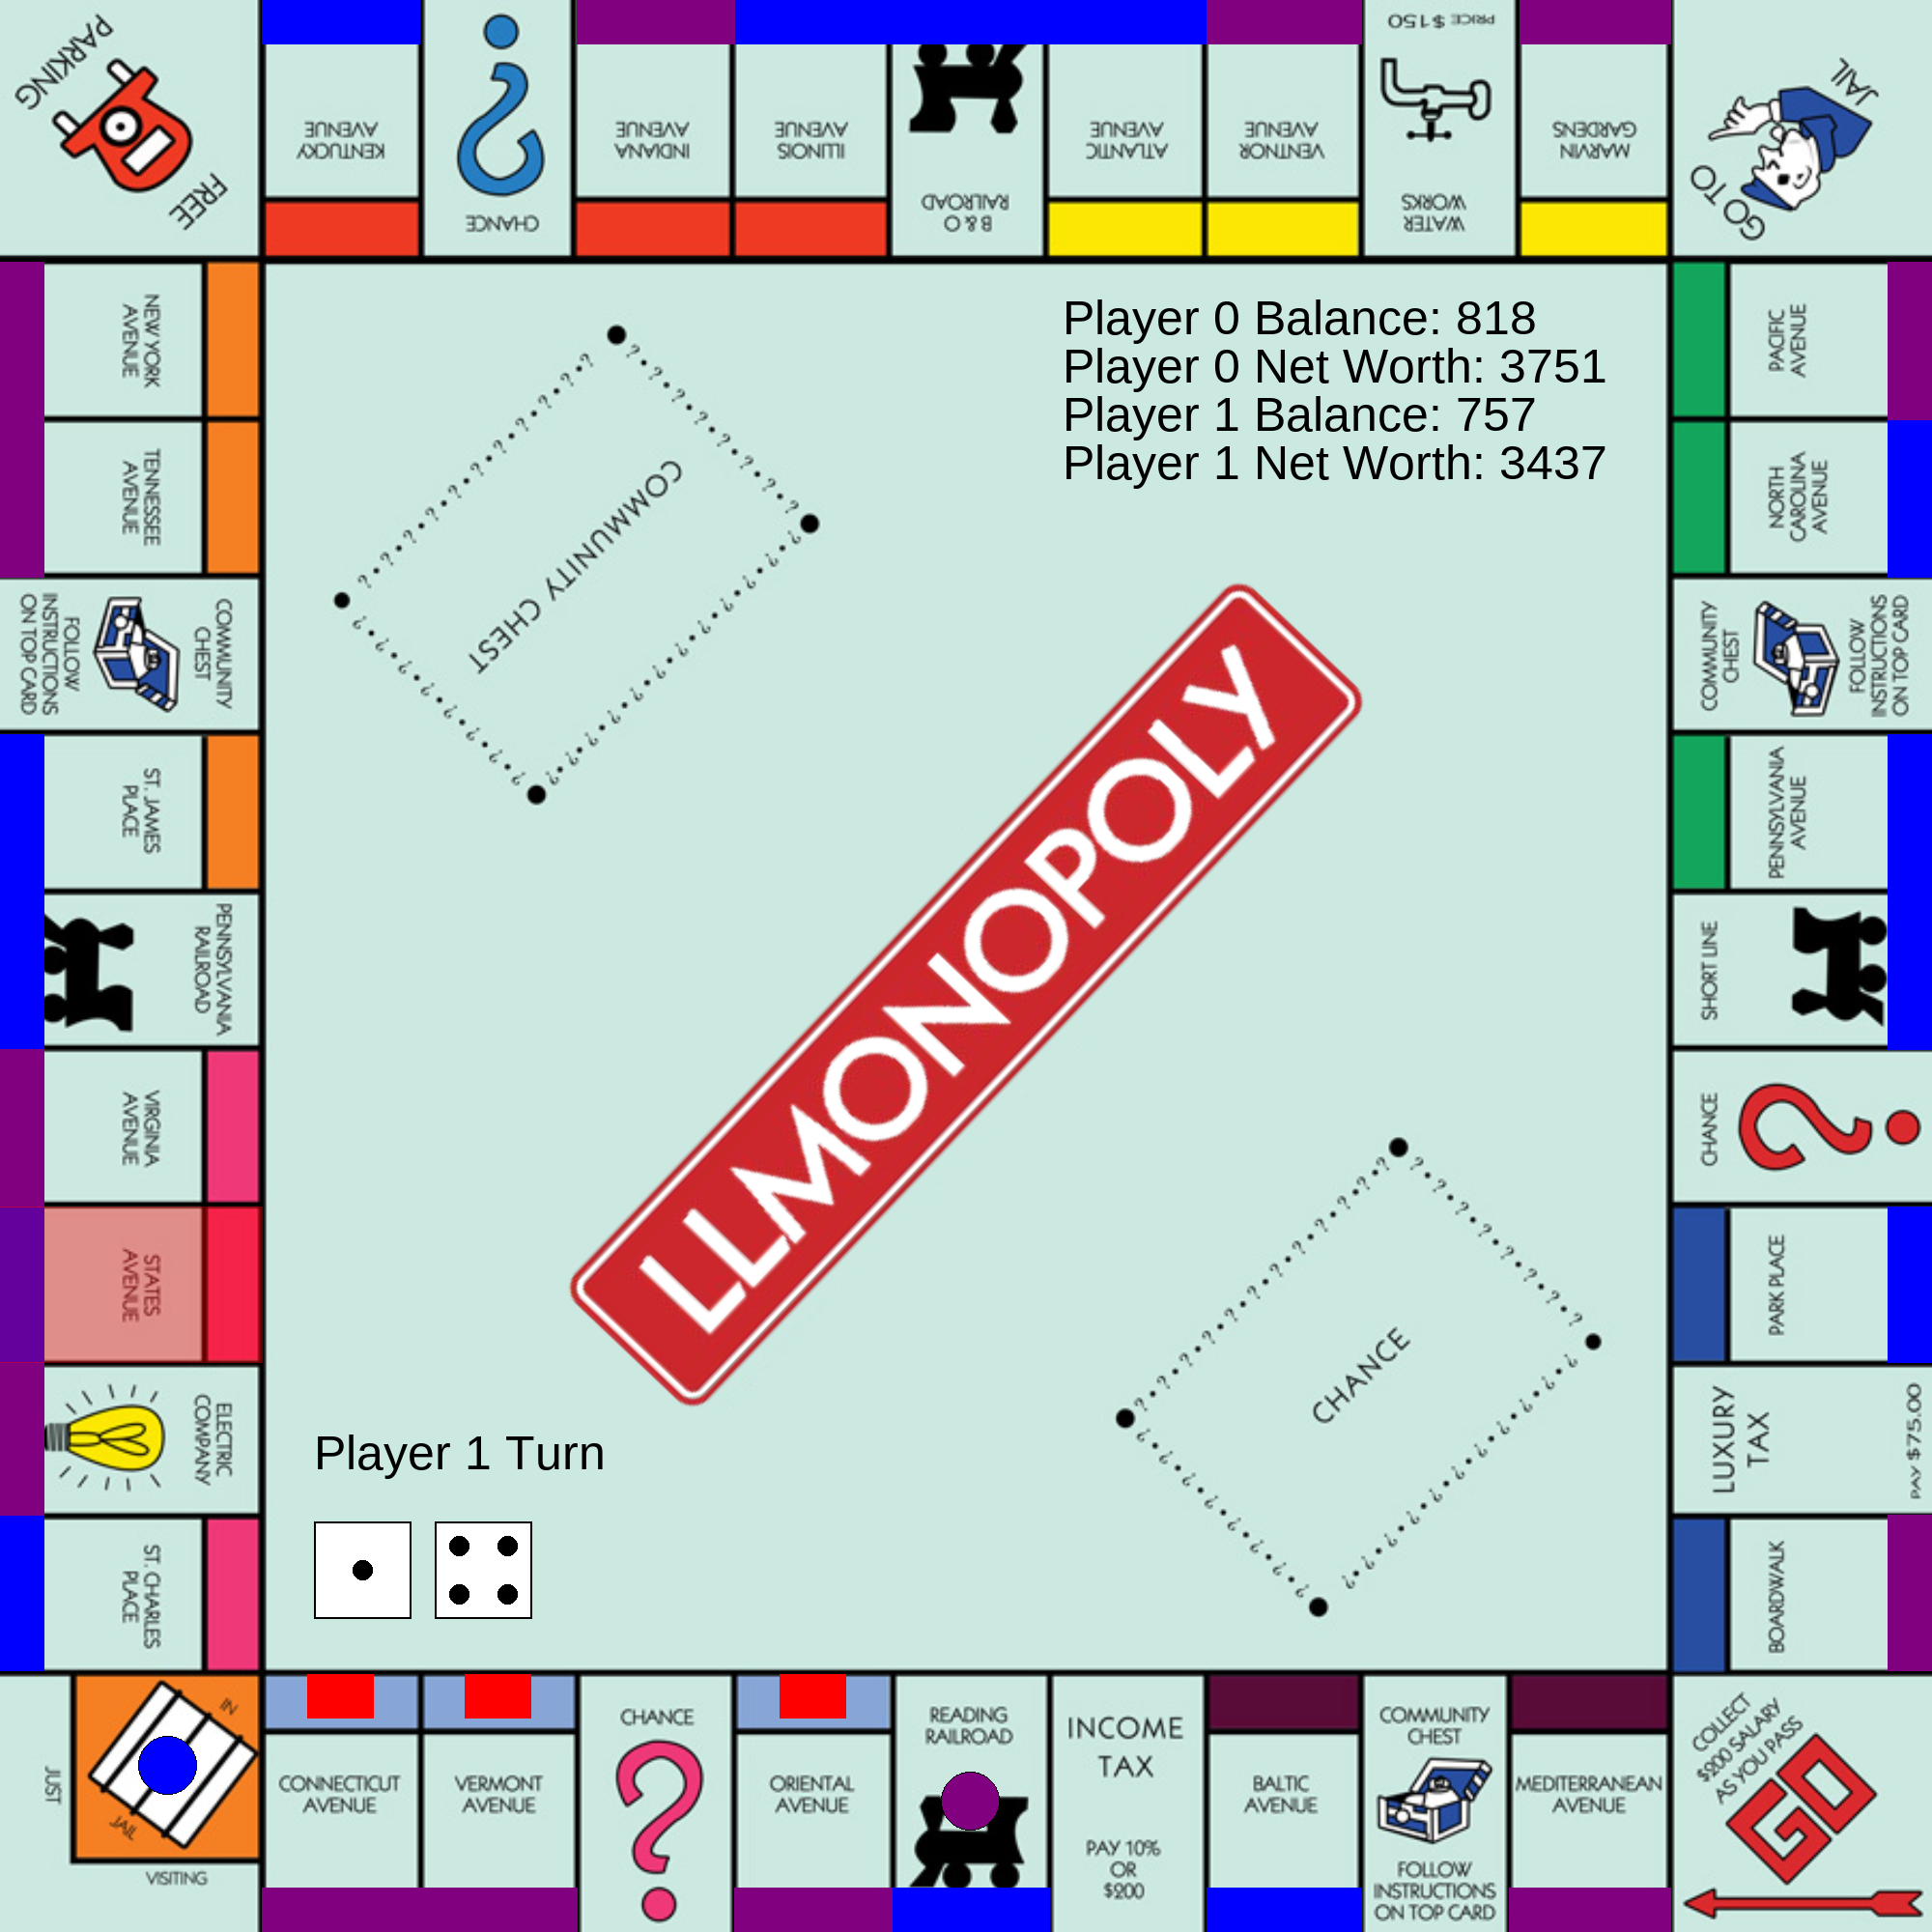 PARKING
FREE
KENTUCKY
AVENUE
CHANCE
INDIANA
AVENUE
ILLINOIS
AVENUE
B & O
RAILROAD
ATLANTIC
AVENUE
VENTNOR
AVENUE
PRICE $150
WATER
WORKS
MARVIN
GARDENS
GO TO
JAIL
NEW YORK
AVENUE
TENNESSEE
AVENUE
COMMUNITY
CHEST
FOLLOW
INSTRUCTIONS
ON TOP CARD
ST. JAMES
PLACE
PENNSYLVANIA
RAILROAD
VIRGINIA
AVENUE
STATES
AVENUE
ELECTRIC
COMPANY
ST. CHARLES
PLACE
Player 0 Balance: 818
Player 0 Net Worth: 3751
Player 1 Balance: 757
Player 1 Net Worth: 3437
COMMUNITY CHEST
LLMONOPOLY
CHANCE
Player 1 Turn
PACIFIC
AVENUE
NORTH
CAROLINA
AVENUE
COMMUNITY
CHEST
FOLLOW
INSTRUCTIONS
ON TOP CARD
PENNSYLVANIA
AVENUE
SHORT LINE
CHANCE
PARK PLACE
LUXURY
TAX
PAY $75.00
BOARDWALK
JUST
VISITING
IN
JAIL
CONNECTICUT
AVENUE
VERMONT
AVENUE
CHANCE
ORIENTAL
AVENUE
READING
RAILROAD
INCOME
TAX
PAY 10%
OR
$200
BALTIC
AVENUE
COMMUNITY
CHEST
FOLLOW
INSTRUCTIONS
ON TOP CARD
MEDITERRANEAN
AVENUE
COLLECT
$200 SALARY
AS YOU PASS
GO